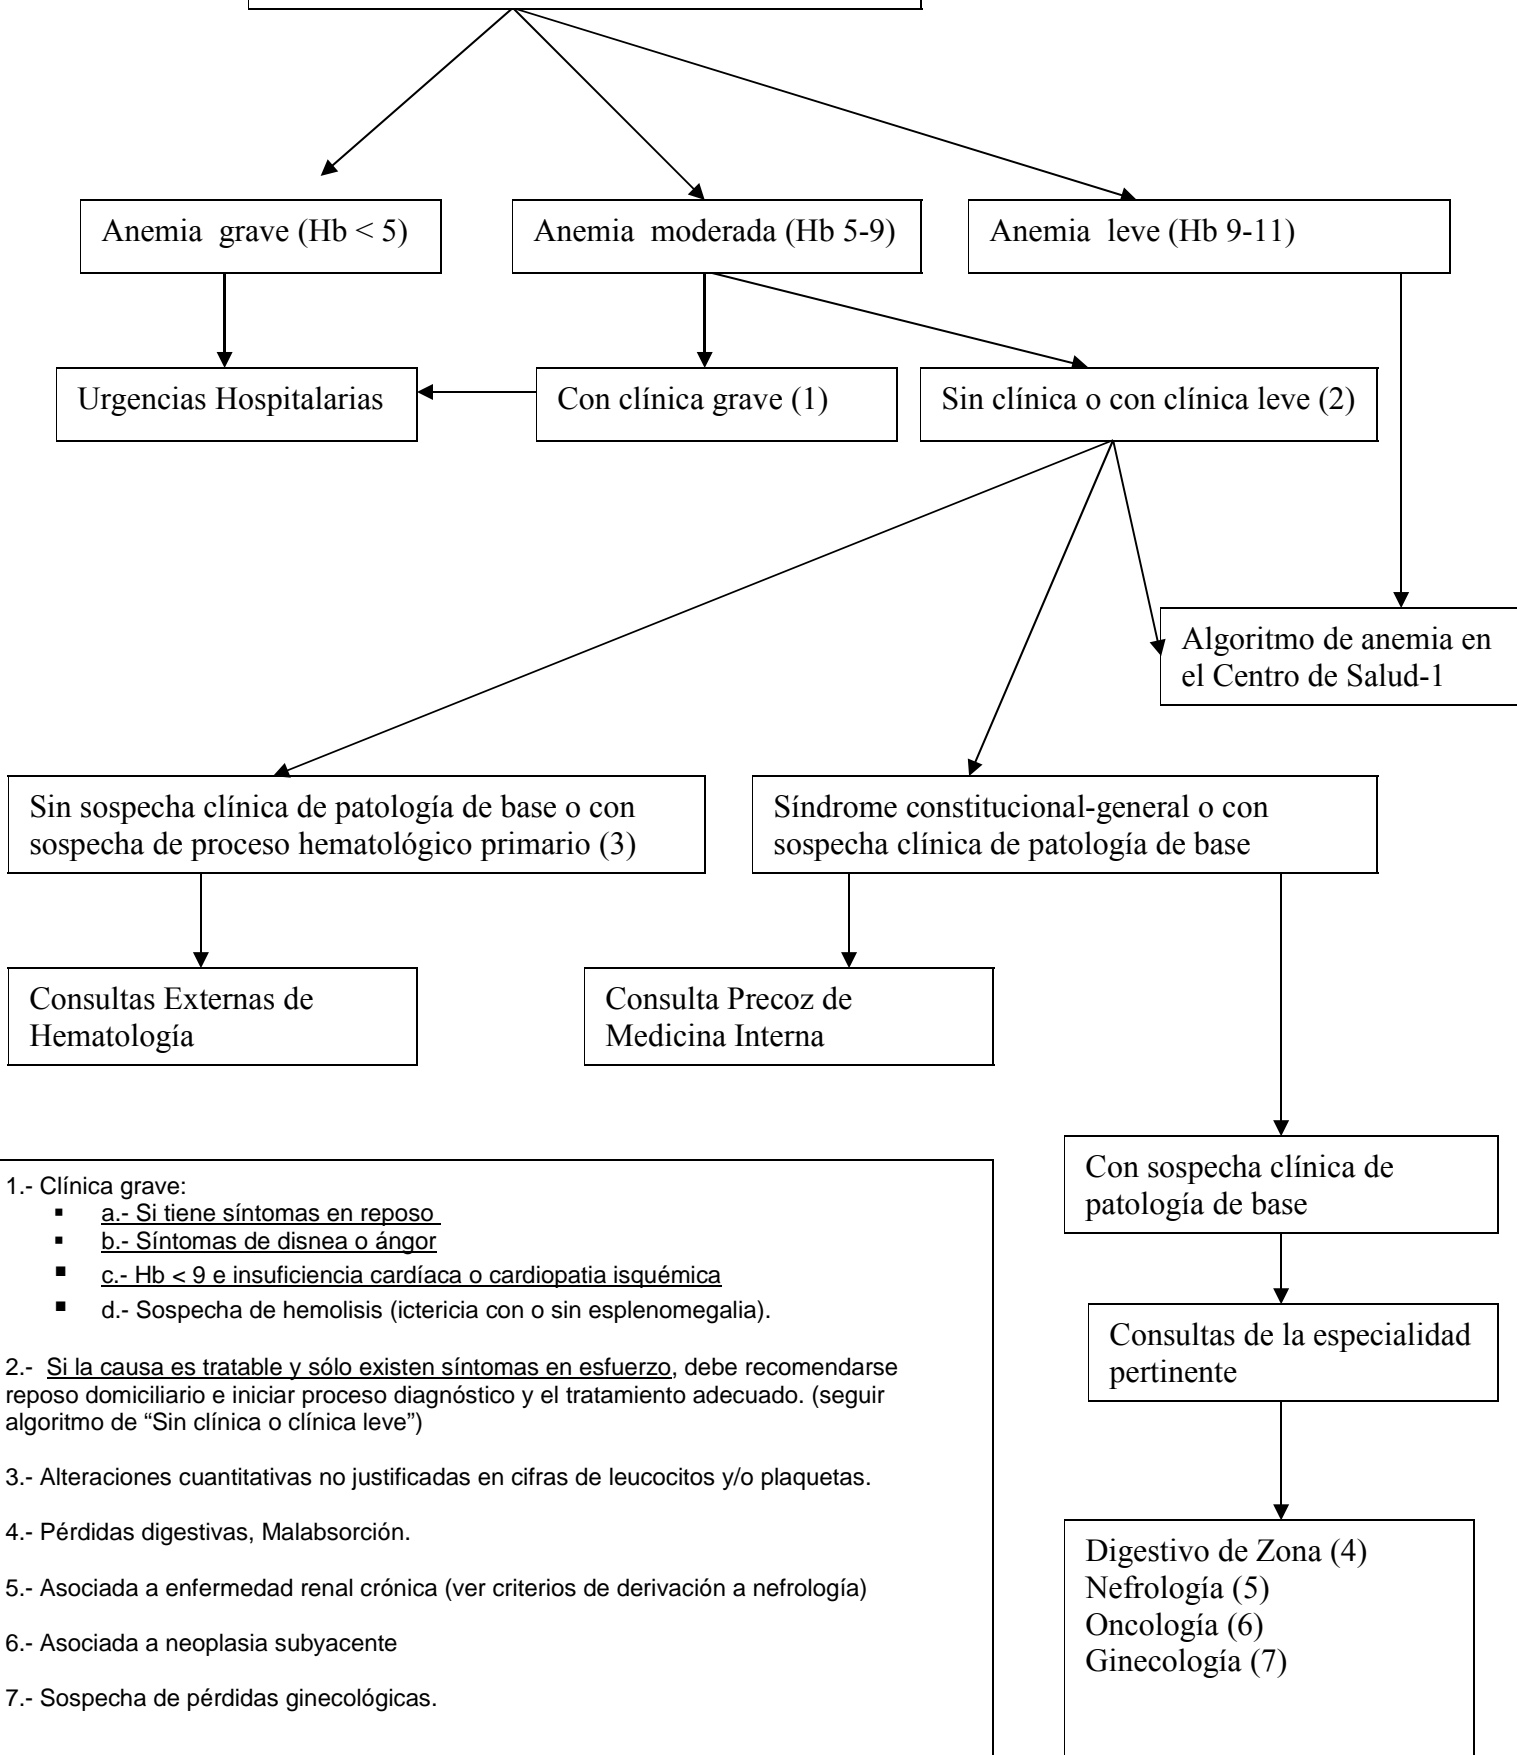 Anemia  grave (Hb < 5)
Anemia  moderada (Hb 5-9)
Anemia  leve (Hb 9-11)
Urgencias Hospitalarias
Con clínica grave (1)
Sin clínica o con clínica leve (2)
Algoritmo de anemia en
el Centro de Salud-1
Sin sospecha clínica de patología de base o con
sospecha de proceso hematológico primario (3)
Síndrome constitucional-general o con
sospecha clínica de patología de base
Consultas Externas de
Hematología
Consulta Precoz de
Medicina Interna
Con sospecha clínica de
patología de base
Consultas de la especialidad
pertinente
Digestivo de Zona (4)
Nefrología (5)
Oncología (6)
Ginecología (7)
1.- Clínica grave:
▪ a.- Si tiene síntomas en reposo
▪ b.- Síntomas de disnea o ángor
▪ c.- Hb < 9 e insuficiencia cardíaca o cardiopatia isquémica
▪ d.- Sospecha de hemolisis (ictericia con o sin esplenomegalia).
2.-  Si la causa es tratable y sólo existen síntomas en esfuerzo, debe recomendarse
reposo domiciliario e iniciar proceso diagnóstico y el tratamiento adecuado. (seguir
algoritmo de “Sin clínica o clínica leve”)
3.- Alteraciones cuantitativas no justificadas en cifras de leucocitos y/o plaquetas.
4.- Pérdidas digestivas, Malabsorción.
5.- Asociada a enfermedad renal crónica (ver criterios de derivación a nefrología)
6.- Asociada a neoplasia subyacente
7.- Sospecha de pérdidas ginecológicas.